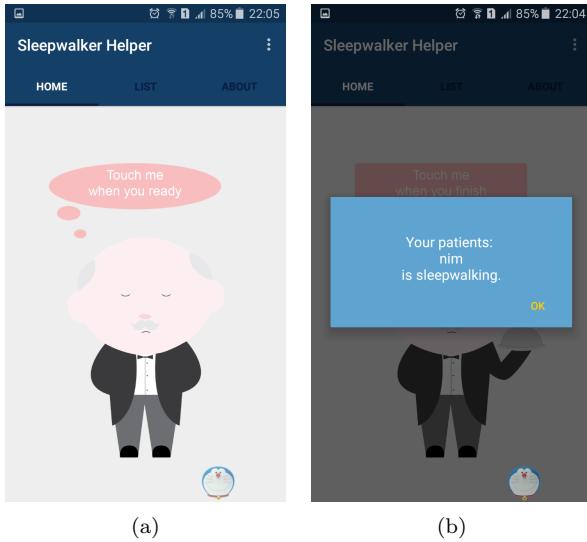 85% 22:05
Sleepwalker Helper
HOME LIST ABOUT
Touch me
when you ready
(a)
85% 22:04
Sleepwalker Helper
HOME LIST ABOUT
Touch me
when you finish
Your patients:
nim
is sleepwalking.
OK
(b)